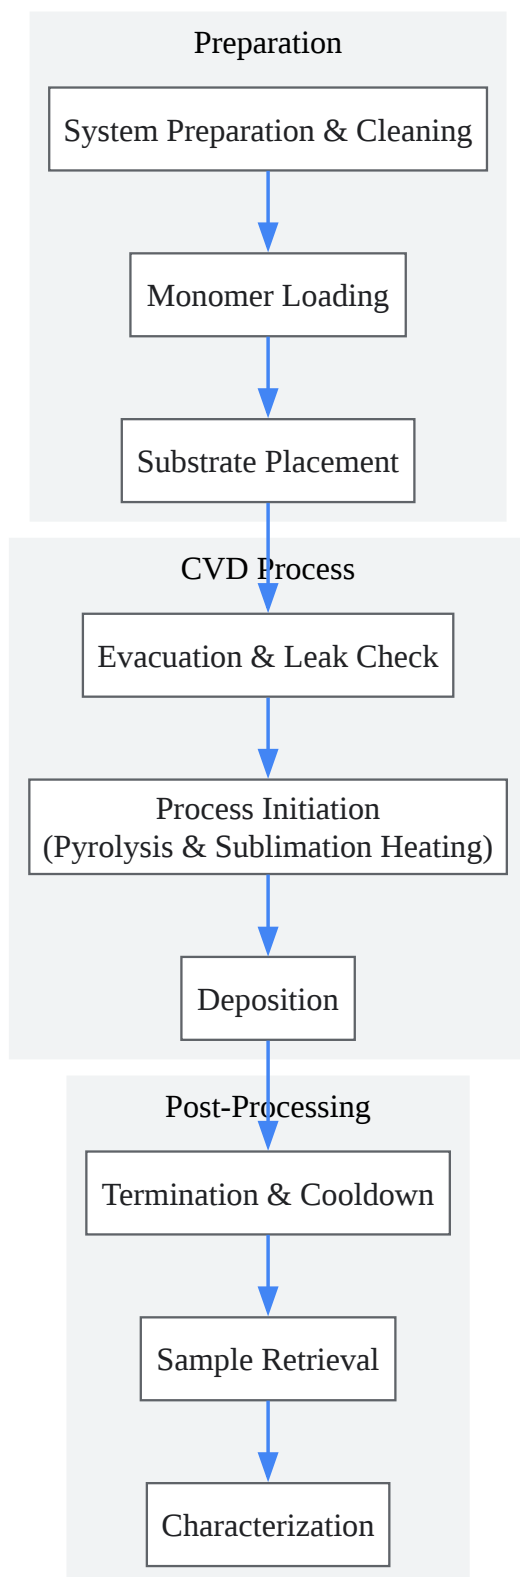 Preparation
System Preparation & Cleaning
Monomer Loading
Substrate Placement
CVD Process
Evacuation & Leak Check
Process Initiation
(Pyrolysis & Sublimation Heating)
Deposition
Post-Processing
Termination & Cooldown
Sample Retrieval
Characterization